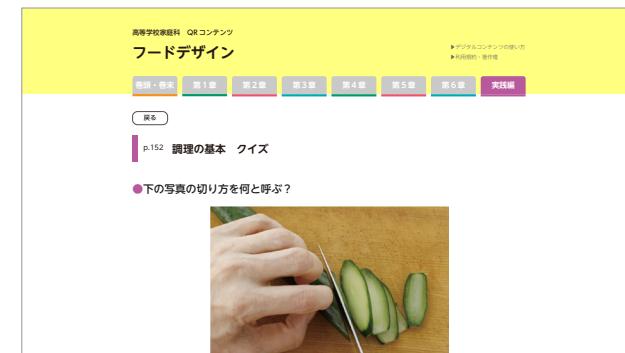 高等学校家庭科 QRコンテンツ
フードデザイン
▶デジタルコンテンツの使い方
▶利用規約・著作権
巻頭・巻末 第1章 第2章 第3章 第4章 第5章 第6章 実践編
戻る
p.152 調理の基本 クイズ
●下の写真の切り方を何と呼ぶ？